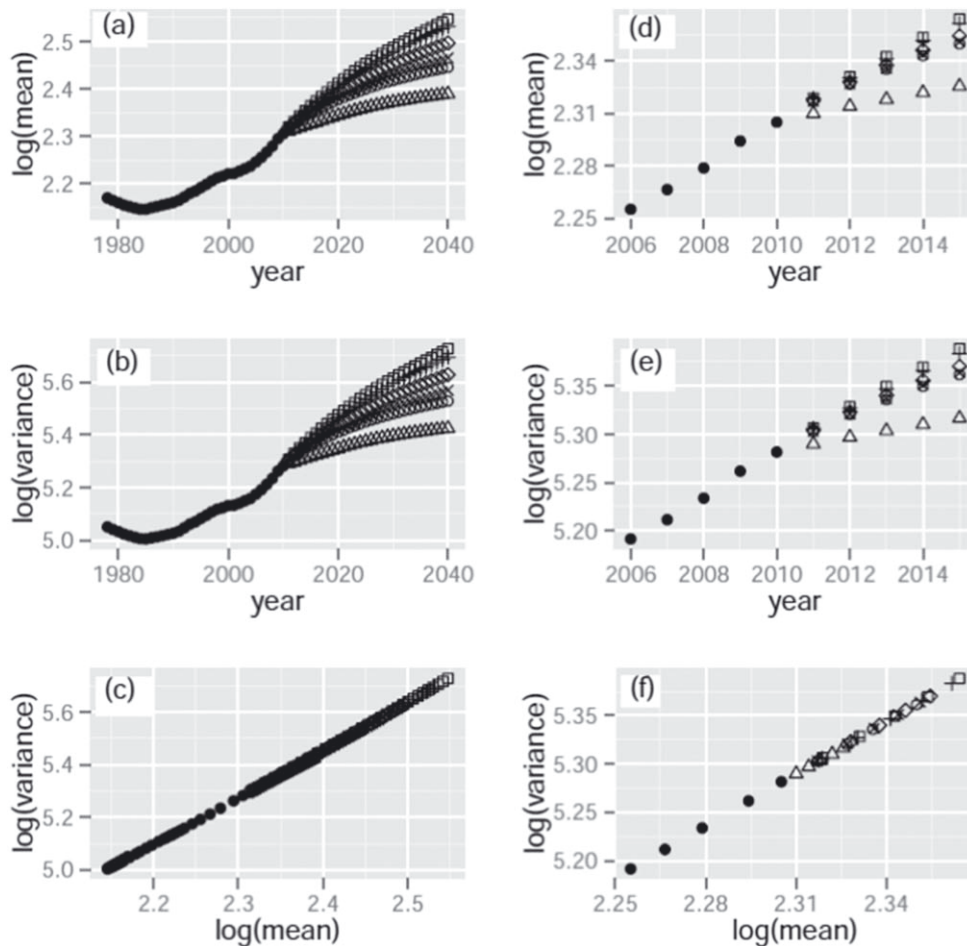 (a)
log(mean)
2.5
2.4
2.3
2.2
1980 2000 2020 2040
year
(d)
log(mean)
2.34
2.31
2.28
2.25
2006 2008 2010 2012 2014
year
(b)
log(variance)
5.6
5.4
5.2
5.0
1980 2000 2020 2040
year
(e)
log(variance)
5.35
5.30
5.25
5.20
2006 2008 2010 2012 2014
year
(c)
log(variance)
5.6
5.4
5.2
5.0
2.2 2.3 2.4 2.5
log(mean)
(f)
log(variance)
5.35
5.30
5.25
5.20
2.25 2.28 2.31 2.34
log(mean)